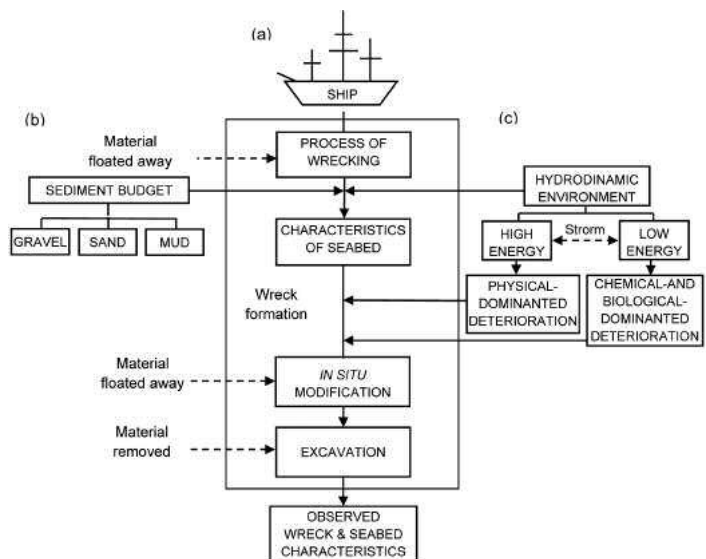 (a)
SHIP
(b)
(c)
Material
floated away
PROCESS OF
WRECKING
SEDIMENT BUDGET
HYDRODINAMIC
ENVIRONMENT
GRAVEL
SAND
MUD
CHARACTERISTICS
OF SEABED
HIGH
ENERGY
Strorm
LOW
ENERGY
Wreck
formation
PHYSICAL-
DOMINANTED
DETERIORATION
CHEMICAL-AND
BIOLOGICAL-
DOMINANTED
DETERIORATION
Material
floated away
IN SITU
MODIFICATION
Material
removed
EXCAVATION
OBSERVED
WRECK & SEABED
CHARACTERISTICS